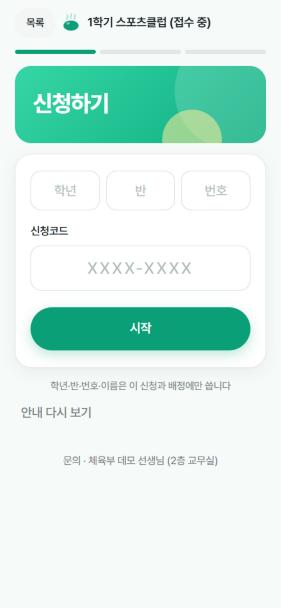 목록
1학기 스포츠클럽 (접수 중)
신청하기
학년 반 번호
신청코드
XXXX-XXXX
시작
학년·반·번호·이름은 이 신청과 배정에만 씁니다
안내 다시 보기
문의 · 체육부 데모 선생님 (2층 교무실)